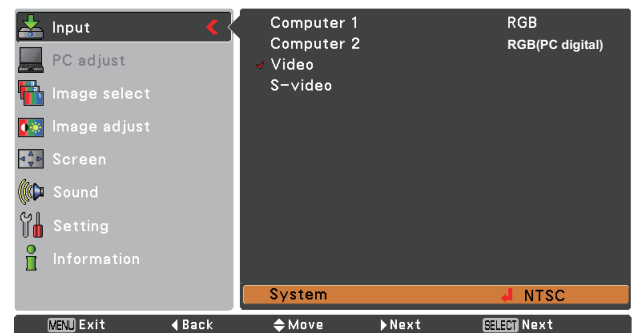 Input
PC adjust
Image select
Image adjust
Screen
Sound
Setting
Information
Computer 1 RGB
Computer 2 RGB(PC digital)
Video
S-video
System NTSC
MENU Exit Back Move Next SELECT Next